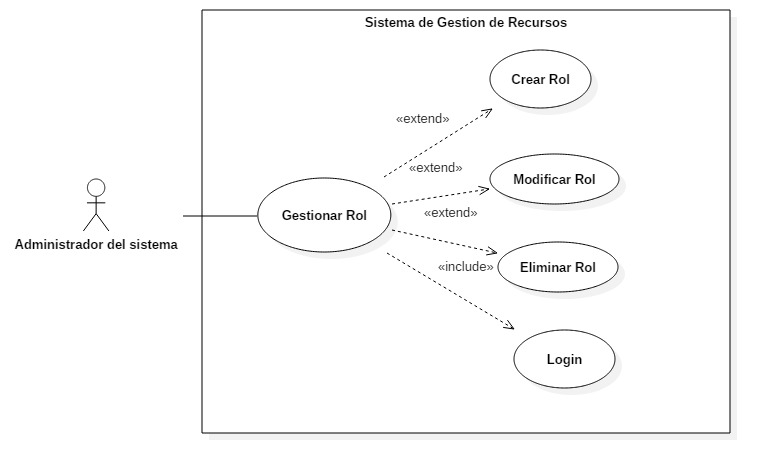 Sistema de Gestion de Recursos
Crear Rol
«extend»
«extend»
Modificar Rol
Gestionar Rol
«extend»
Administrador del sistema
«include»
Eliminar Rol
Login